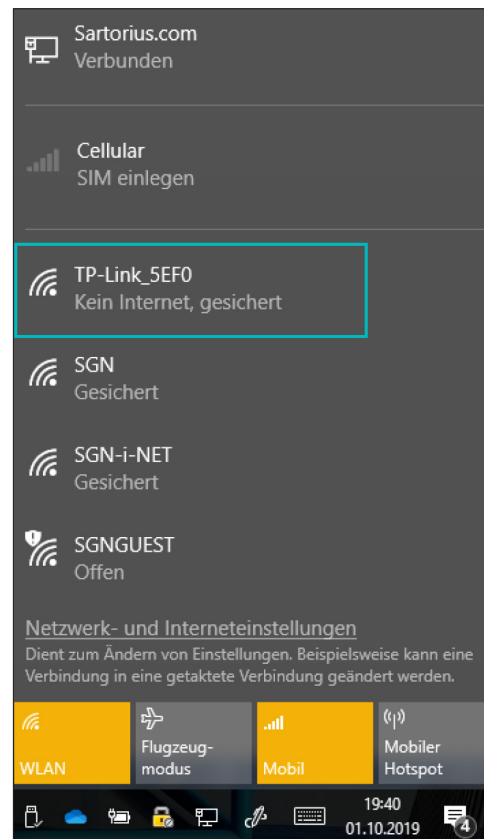 Sartorius.com
Verbunden
Cellular
SIM einlegen
TP-Link_5EF0
Kein Internet, gesichert
SGN
Gesichert
SGN-i-NET
Gesichert
SGNGUEST
Offen
Netzwerk- und Interneteinstellungen
Dient zum Ändern von Einstellungen. Beispielsweise kann eine
Verbindung in eine getaktete Verbindung geändert werden.
WLAN
Flugzeug-
modus
Mobil
Mobiler
Hotspot
19:40
01.10.2019
4